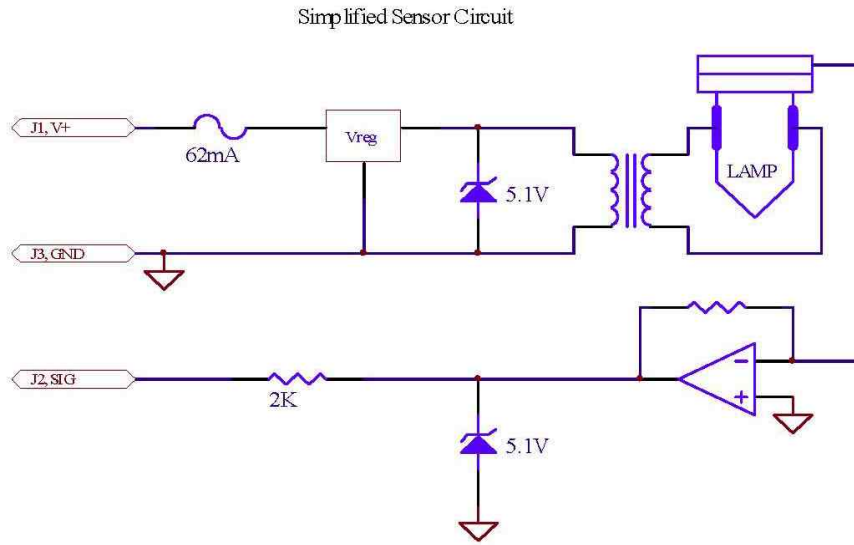 Simplified Sensor Circuit
J1, V+
62mA
Vreg
5.1V
LAMP
J3, GND
J2, SIG
2K
5.1V